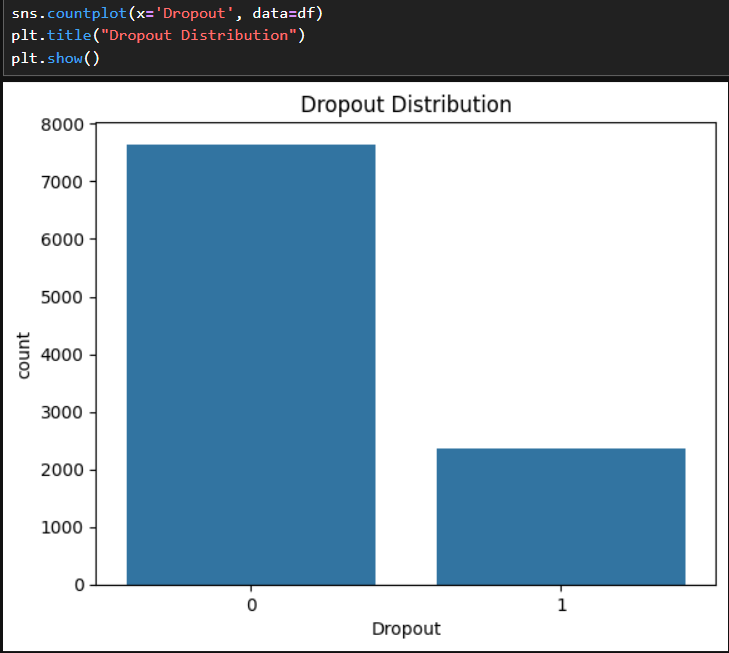 sns.countplot(x='Dropout', data=df)
plt.title("Dropout Distribution")
plt.show()
Dropout Distribution
8000
7000
6000
5000
4000
3000
2000
1000
0
count
0 1
Dropout